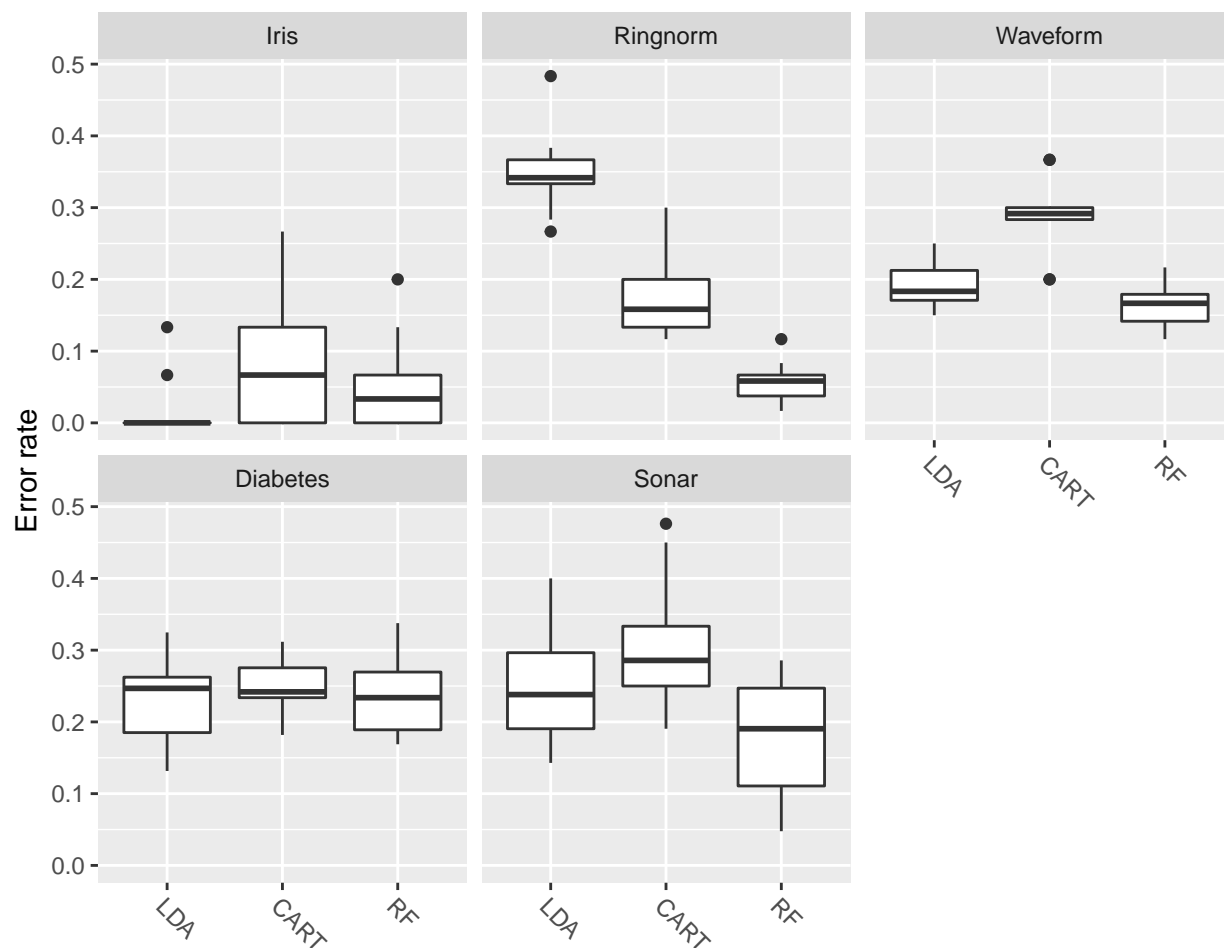 Iris
Ringnorm
Waveform
0.5
0.4
0.3
0.2
0.1
0.0
LDA
CART
RF
Diabetes
Sonar
0.5
0.4
0.3
0.2
0.1
0.0
LDA
CART
RF
LDA
CART
RF
Error rate